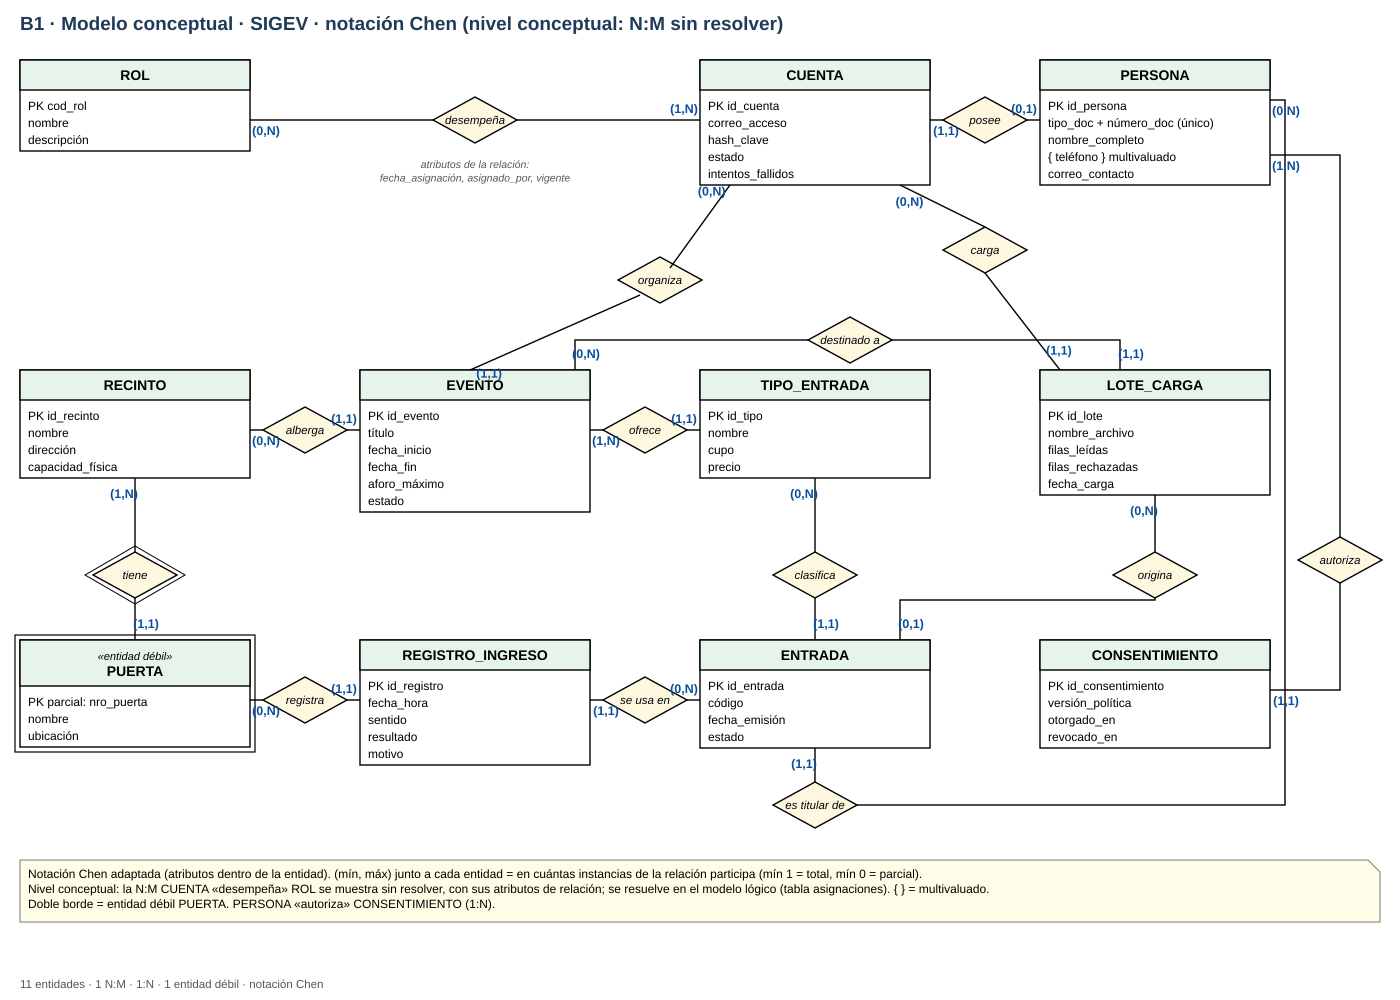 B1 · Modelo conceptual · SIGEV · notación Chen (nivel conceptual: N:M sin resolver)
ROL
PK cod_rol
nombre
descripción
(0,N)
desempeña
atributos de la relación:
fecha_asignación, asignado_por, vigente
(1,N)
CUENTA
PK id_cuenta
correo_acceso
hash_clave
estado
intentos_fallidos
(1,1)
posee
(0,1)
PERSONA
PK id_persona
tipo_doc + número_doc (único)
nombre_completo
{ teléfono } multivaluado
correo_contacto
(0,N)
(1,N)
(0,N)
(0,N)
organiza
carga
destinado a
(0,N)
(1,1)
(1,1)
(1,1)
RECINTO
PK id_recinto
nombre
dirección
capacidad_física
(0,N)
alberga
(1,1)
EVENTO
PK id_evento
título
fecha_inicio
fecha_fin
aforo_máximo
estado
(1,N)
ofrece
(1,1)
TIPO_ENTRADA
PK id_tipo
nombre
cupo
precio
LOTE_CARGA
PK id_lote
nombre_archivo
filas_leídas
filas_rechazadas
fecha_carga
(1,N)
(0,N)
(0,N)
tiene
clasifica
origina
autoriza
(1,1)
(1,1)
(0,1)
«entidad débil»
PUERTA
PK parcial: nro_puerta
nombre
ubicación
(0,N)
registra
(1,1)
REGISTRO_INGRESO
PK id_registro
fecha_hora
sentido
resultado
motivo
(1,1)
se usa en
(0,N)
ENTRADA
PK id_entrada
código
fecha_emisión
estado
CONSENTIMIENTO
PK id_consentimiento
versión_política
otorgado_en
revocado_en
(1,1)
(1,1)
es titular de
Notación Chen adaptada (atributos dentro de la entidad). (mín, máx) junto a cada entidad = en cuántas instancias de la relación participa (mín 1 = total, mín 0 = parcial).
Nivel conceptual: la N:M CUENTA «desempeña» ROL se muestra sin resolver, con sus atributos de relación; se resuelve en el modelo lógico (tabla asignaciones). { } = multivaluado.
Doble borde = entidad débil PUERTA. PERSONA «autoriza» CONSENTIMIENTO (1:N).
11 entidades · 1 N:M · 1:N · 1 entidad débil · notación Chen